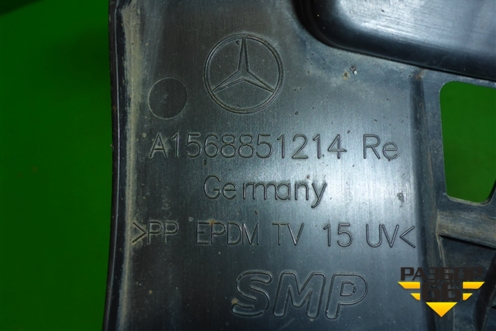 A1568851214 Re
Germany
>PP EPDM TV 15 UV<
SMP